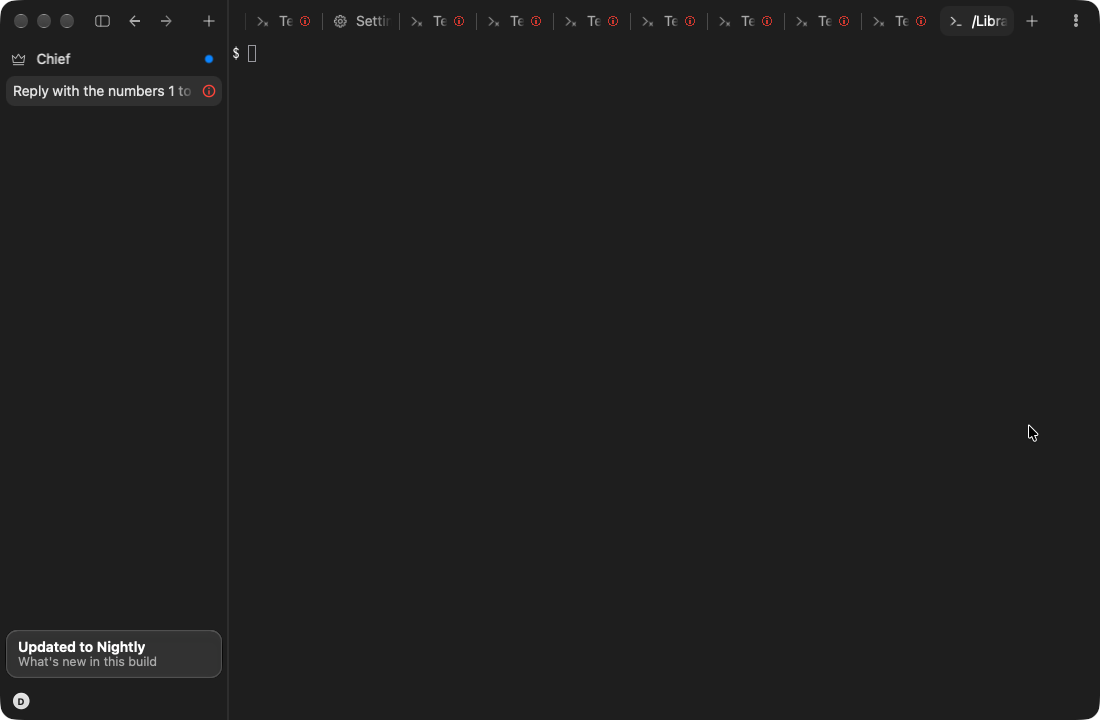 Te Settin Te Te Te Te Te Te Te /Libra
Chief
Reply with the numbers 1 to
$
Updated to Nightly
What's new in this build
D